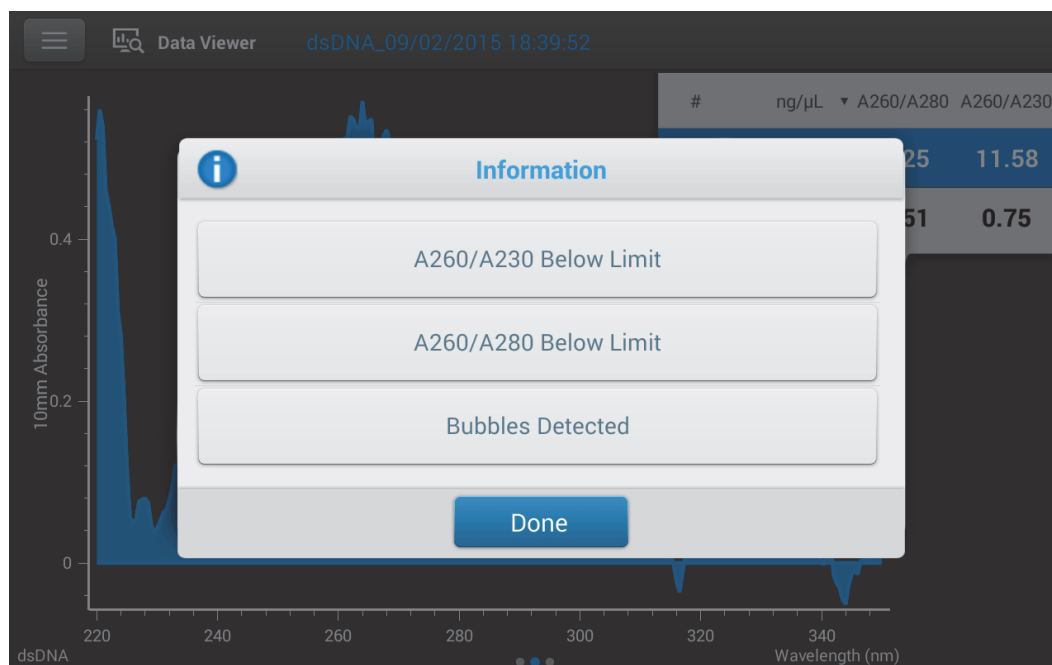 Data Viewer dsDNA_09/02/2015 18:39:52
# ng/µL ▼ A260/A280 A260/A230
25 11.58
51 0.75
Information
A260/A230 Below Limit
A260/A280 Below Limit
Bubbles Detected
Done
10mm Absorbance
0.4
0.2
0
220 240 260 280 300 320 340
dsDNA Wavelength (nm)